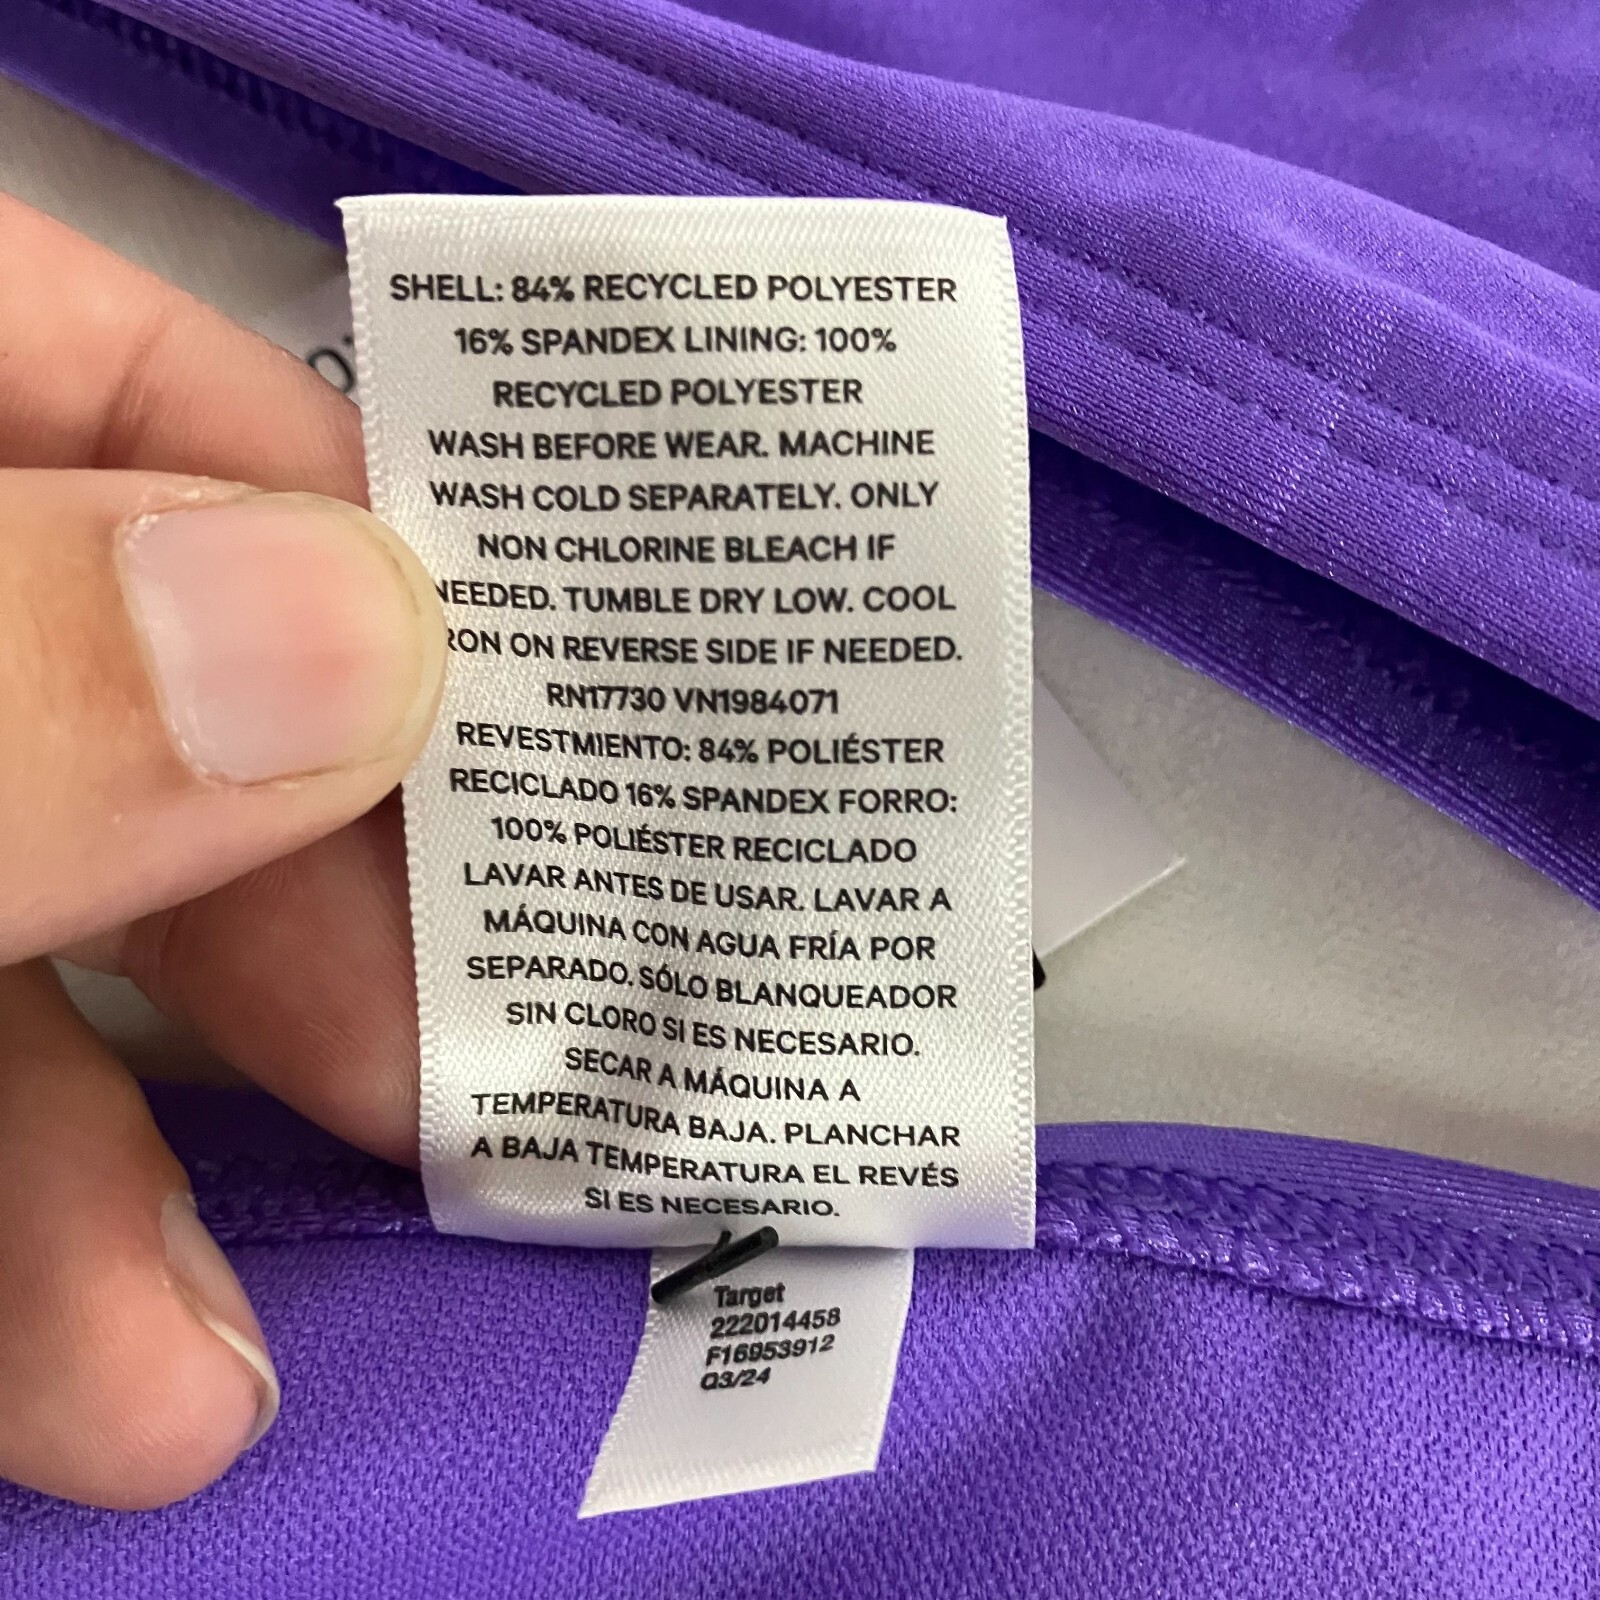 SHELL: 84% RECYCLED POLYESTER
16% SPANDEX LINING: 100%
RECYCLED POLYESTER
WASH BEFORE WEAR. MACHINE
WASH COLD SEPARATELY. ONLY
NON CHLORINE BLEACH IF
NEEDED. TUMBLE DRY LOW. COOL
RON ON REVERSE SIDE IF NEEDED.
RN17730 VN1984071
REVESTMIENTO: 84% POLIÉSTER
RECICLADO 16% SPANDEX FORRO:
100% POLIÉSTER RECICLADO
LAVAR ANTES DE USAR. LAVAR A
MÁQUINA CON AGUA FRÍA POR
SEPARADO. SÓLO BLANQUEADOR
SIN CLORO SI ES NECESARIO.
SECAR A MÁQUINA A
TEMPERATURA BAJA. PLANCHAR
A BAJA TEMPERATURA EL REVÉS
SI ES NECESARIO.
Target
222014458
F16953912
Q3/24